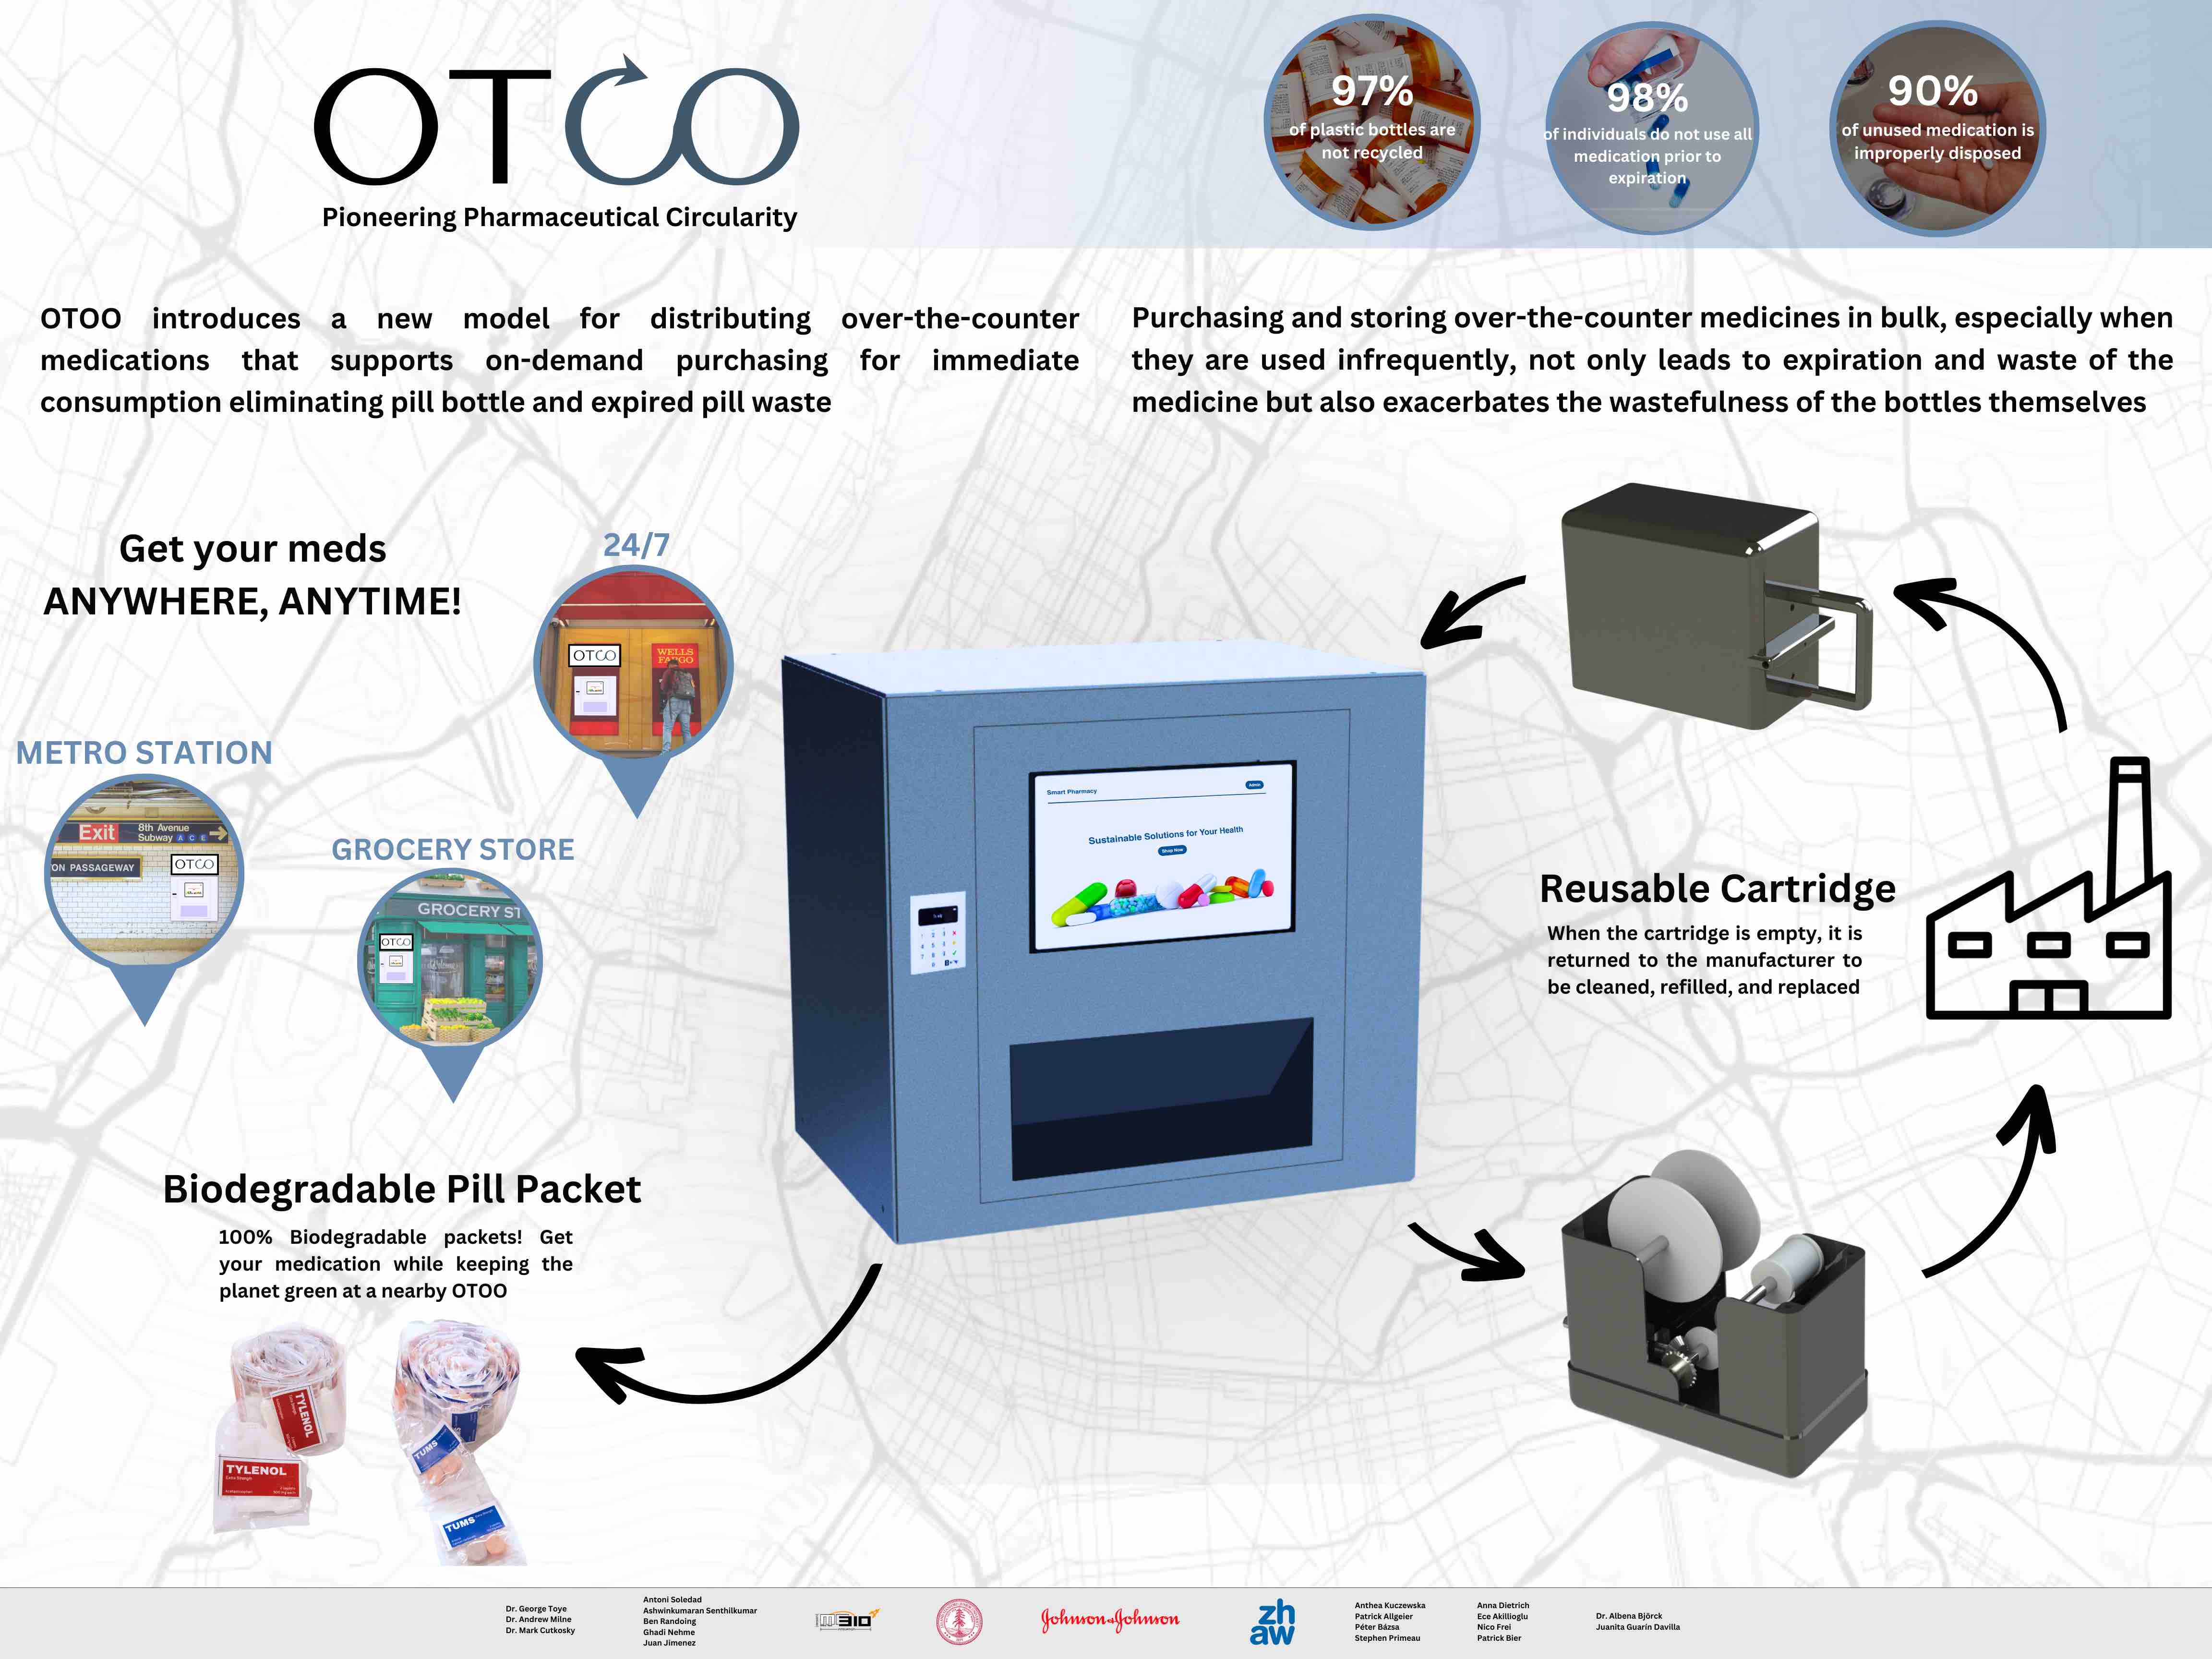 OTOO
Pioneering Pharmaceutical Circularity
97%
of plastic bottles are
not recycled
98%
of individuals do not use all
medication prior to
expiration
90%
of unused medication is
improperly disposed
OTOO introduces a new model for distributing over-the-counter
medications that supports on-demand purchasing for immediate
consumption eliminating pill bottle and expired pill waste
Purchasing and storing over-the-counter medicines in bulk, especially when
they are used infrequently, not only leads to expiration and waste of the
medicine but also exacerbates the wastefulness of the bottles themselves
Get your meds
ANYWHERE, ANYTIME!
24/7
OTOO
WELLS
FARGO
METRO STATION
Exit
8th Avenue
Subway A C E
ON PASSAGEWAY
OTOO
GROCERY STORE
GROCERY ST
OTOO
Smart Pharmacy
Admin
Sustainable Solutions for Your Health
Shop Now
Reusable Cartridge
When the cartridge is empty, it is
returned to the manufacturer to
be cleaned, refilled, and replaced
Biodegradable Pill Packet
100% Biodegradable packets! Get
your medication while keeping the
planet green at a nearby OTOO
TYLENOL
TYLENOL
TUMS
TUMS
Dr. George Toye
Dr. Andrew Milne
Dr. Mark Cutkosky
Antoni Soledad
Ashwinkumaran Senthilkumar
Ben Randoing
Ghadi Nehme
Juan Jimenez
ME310
Johnson & Johnson
zh
aw
Anthea Kuczewska
Patrick Allgeier
Péter Bázsa
Stephen Primeau
Anna Dietrich
Ece Akillioglu
Nico Frei
Patrick Bier
Dr. Albena Björck
Juanita Guarín Davilla